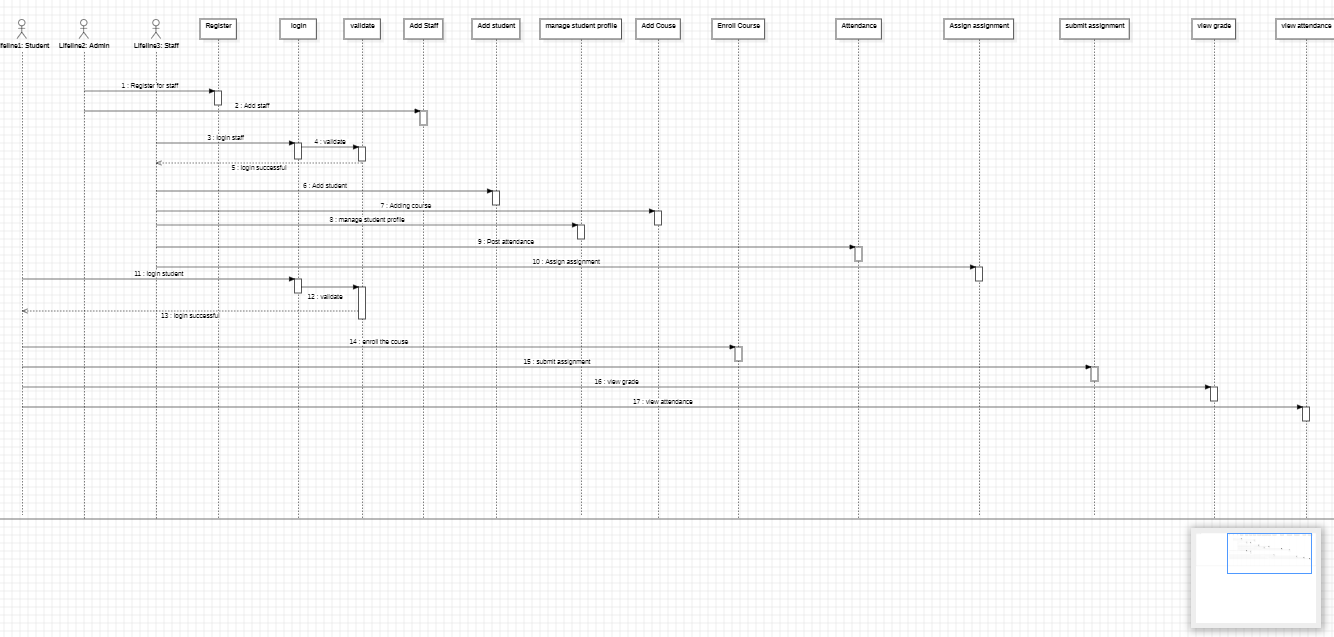 Register
login
validate
Add Staff
Add student
manage student profile
Add Couse
Enroll Course
Attendance
Assign assignment
submit assignment
view grade
view attendance
feline1: Student
Lifeline2: Admin
Lifeline3: Staff
1 : Register for staff
2 : Add staff
3 : login staff
4 : validate
5 : login successful
6 : Add student
7 : Adding course
8 : manage student profile
9 : Post attendance
10 : Assign assignment
11 : login student
12 : validate
13 : login successful
14 : enroll the couse
15 : submit assignment
16 : view grade
17 : view attendance